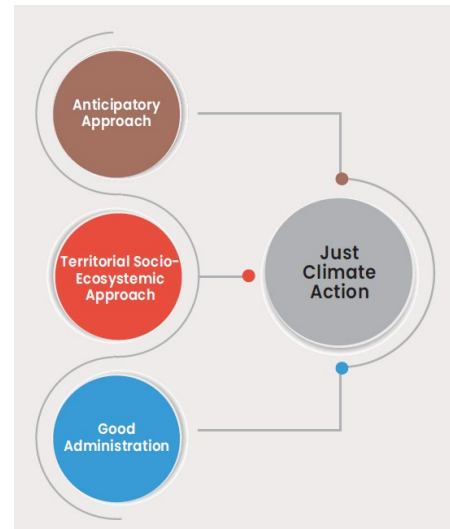 Anticipatory
Approach
Territorial Socio-
Ecosystemic
Approach
Just
Climate
Action
Good
Administration